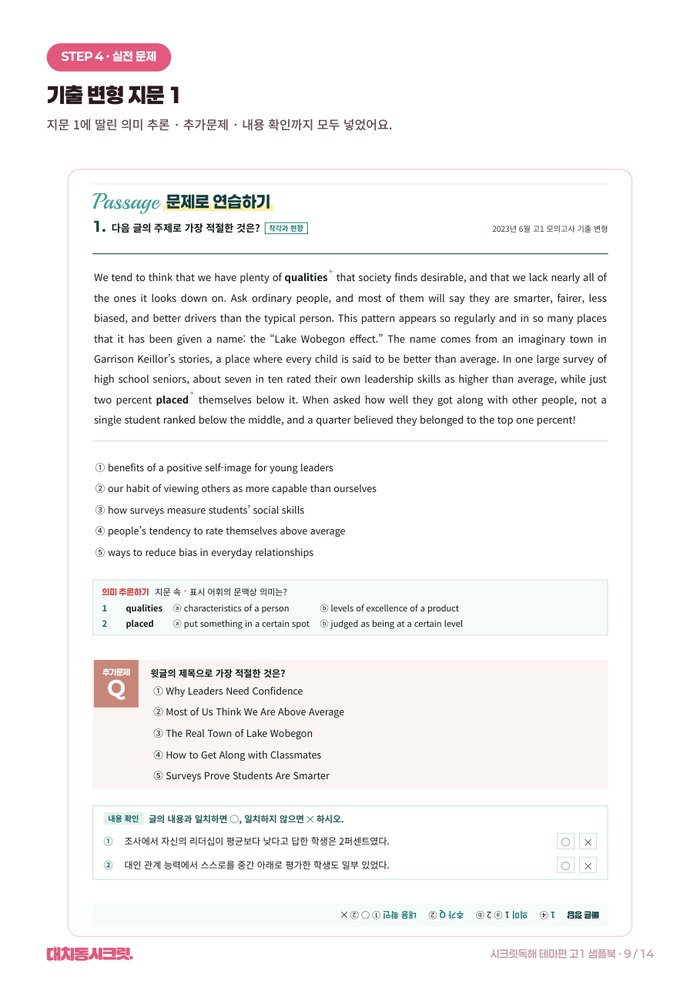 STEP 4 · 실전 문제
기출 변형 지문 1
지문 1에 딸린 의미 추론 · 추가문제 · 내용 확인까지 모두 넣었어요.
Passage 문제로 연습하기
1. 다음 글의 주제로 가장 적절한 것은? 착각과 편향
2023년 6월 고1 모의고사 기출 변형
We tend to think that we have plenty of qualities* that society finds desirable, and that we lack nearly all of
the ones it looks down on. Ask ordinary people, and most of them will say they are smarter, fairer, less
biased, and better drivers than the typical person. This pattern appears so regularly and in so many places
that it has been given a name: the “Lake Wobegon effect.” The name comes from an imaginary town in
Garrison Keillor’s stories, a place where every child is said to be better than average. In one large survey of
high school seniors, about seven in ten rated their own leadership skills as higher than average, while just
two percent placed* themselves below it. When asked how well they got along with other people, not a
single student ranked below the middle, and a quarter believed they belonged to the top one percent!
① benefits of a positive self-image for young leaders
② our habit of viewing others as more capable than ourselves
③ how surveys measure students’ social skills
④ people’s tendency to rate themselves above average
⑤ ways to reduce bias in everyday relationships
의미 추론하기 지문 속 · 표시 어휘의 문맥상 의미는?
1 qualities ⓐ characteristics of a person ⓑ levels of excellence of a product
2 placed ⓐ put something in a certain spot ⓑ judged as being at a certain level
추가문제
Q
윗글의 제목으로 가장 적절한 것은?
① Why Leaders Need Confidence
② Most of Us Think We Are Above Average
③ The Real Town of Lake Wobegon
④ How to Get Along with Classmates
⑤ Surveys Prove Students Are Smarter
내용 확인 글의 내용과 일치하면 ○, 일치하지 않으면 × 하시오.
① 조사에서 자신의 리더십이 평균보다 낮다고 답한 학생은 2퍼센트였다. ○ ×
② 대인 관계 능력에서 스스로를 중간 아래로 평가한 학생도 일부 있었다. ○ ×
빠른 정답 1 ④ 의미 1 ⓐ 2 ⓑ 추가 Q ② 내용 확인 ① ○ ② ×
대치동시크릿.
시크릿독해 테마편 고1 샘플북 · 9 / 14